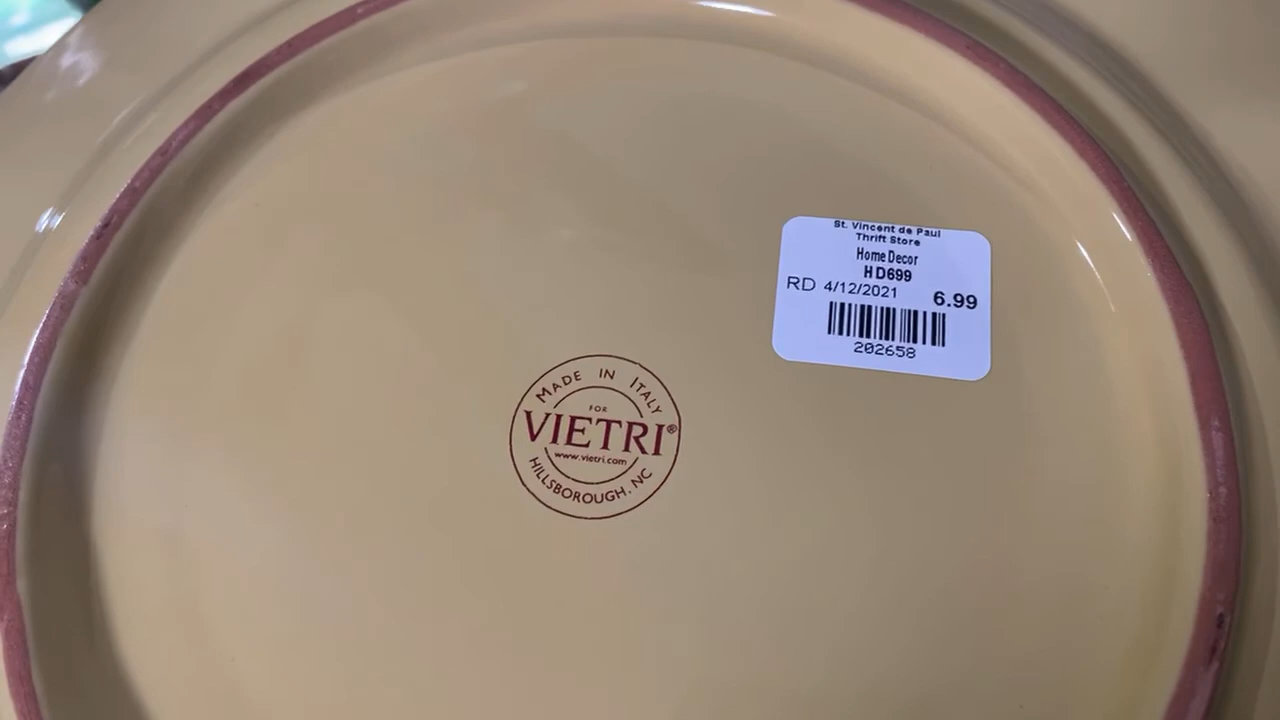 St. Vincent de Paul
Thrift Store
Home Decor
HD699
RD 4/12/2021 6.99
202658
MADE IN ITALY
FOR
VIETRI®
www.vietri.com
HILLSBOROUGH, NC